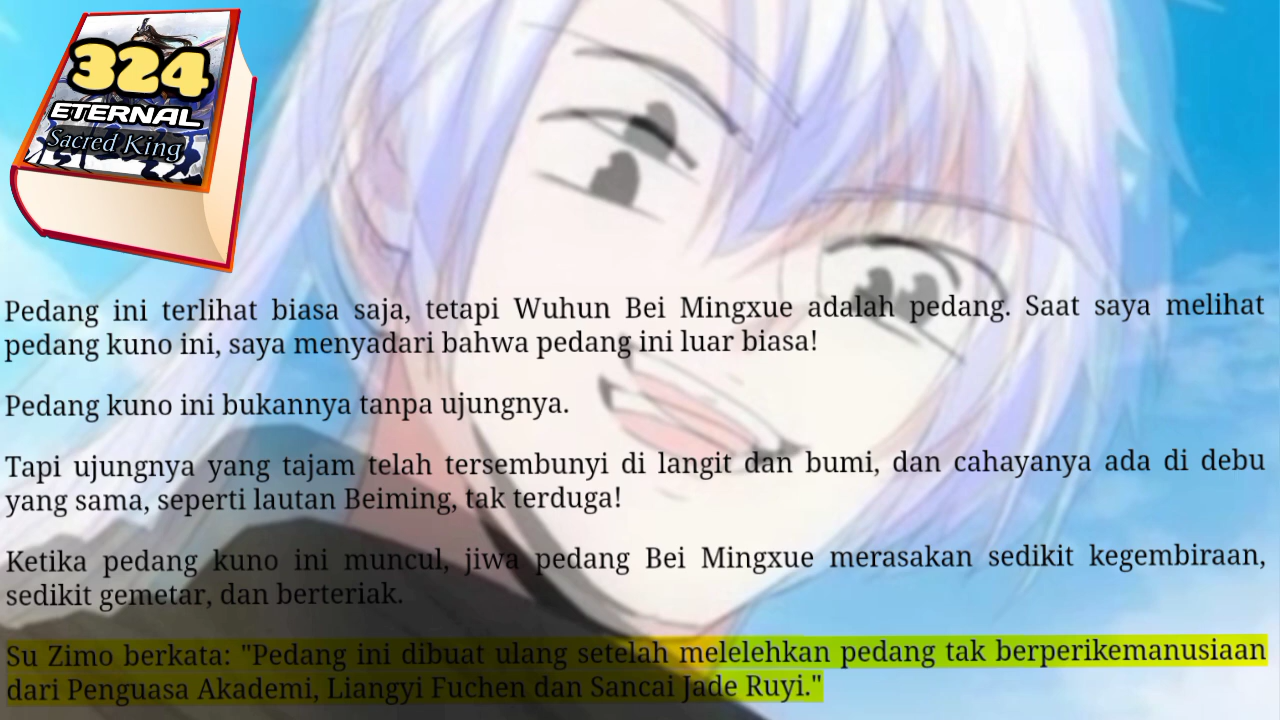 324
ETERNAL
Sacred King
Pedang ini terlihat biasa saja, tetapi Wuhun Bei Mingxue adalah pedang. Saat saya melihat
pedang kuno ini, saya menyadari bahwa pedang ini luar biasa!
Pedang kuno ini bukannya tanpa ujungnya.
Tapi ujungnya yang tajam telah tersembunyi di langit dan bumi, dan cahayanya ada di debu
yang sama, seperti lautan Beiming, tak terduga!
Ketika pedang kuno ini muncul, jiwa pedang Bei Mingxue merasakan sedikit kegembiraan,
sedikit gemetar, dan berteriak.
Su Zimo berkata: "Pedang ini dibuat ulang setelah melelehkan pedang tak berperikemanusiaan
dari Penguasa Akademi, Liangyi Fuchen dan Sancai Jade Ruyi."